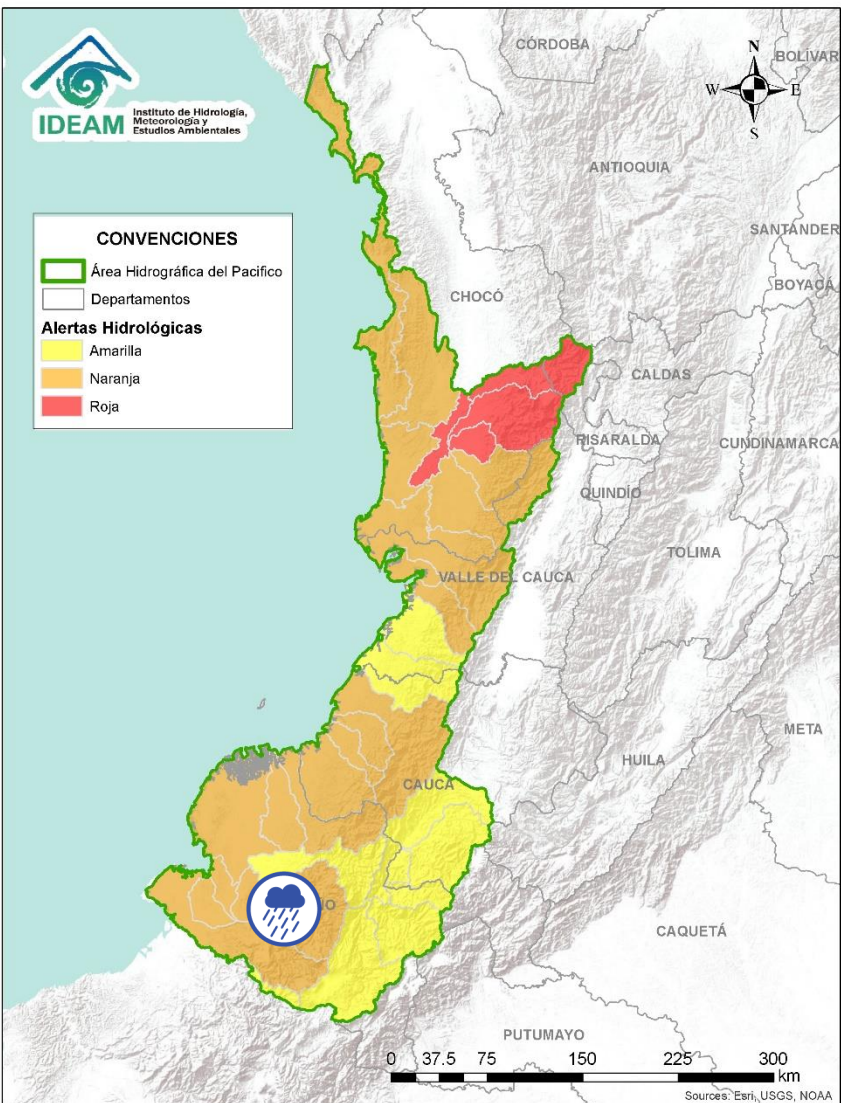 IDEAM
Instituto de Hidrología,
Meteorología y
Estudios Ambientales
N
W
E
S
CÓRDOBA
BOLÍVAR
ANTIOQUIA
SANTANDER
BOYACÁ
CONVENCIONES
Área Hidrográfica del Pacifico
Departamentos
Alertas Hidrológicas
Amarilla
Naranja
Roja
CHOCÓ
CALDAS
RISARALDA
CUNDINAMARCA
QUINDÍO
TOLIMA
VALLE DEL CAUCA
META
HUILA
CAUCA
CAQUETÁ
PUTUMAYO
0 37.5 75 150 225 300
km
Sources: Esri, USGS, NOAA